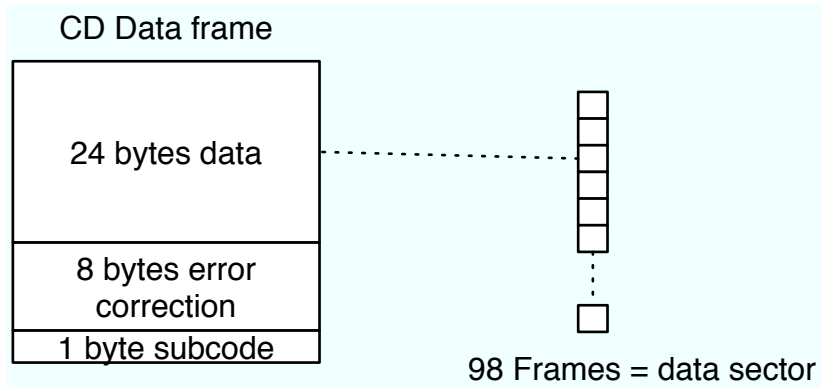 CD Data frame
24 bytes data
8 bytes error
correction
1 byte subcode
98 Frames = data sector